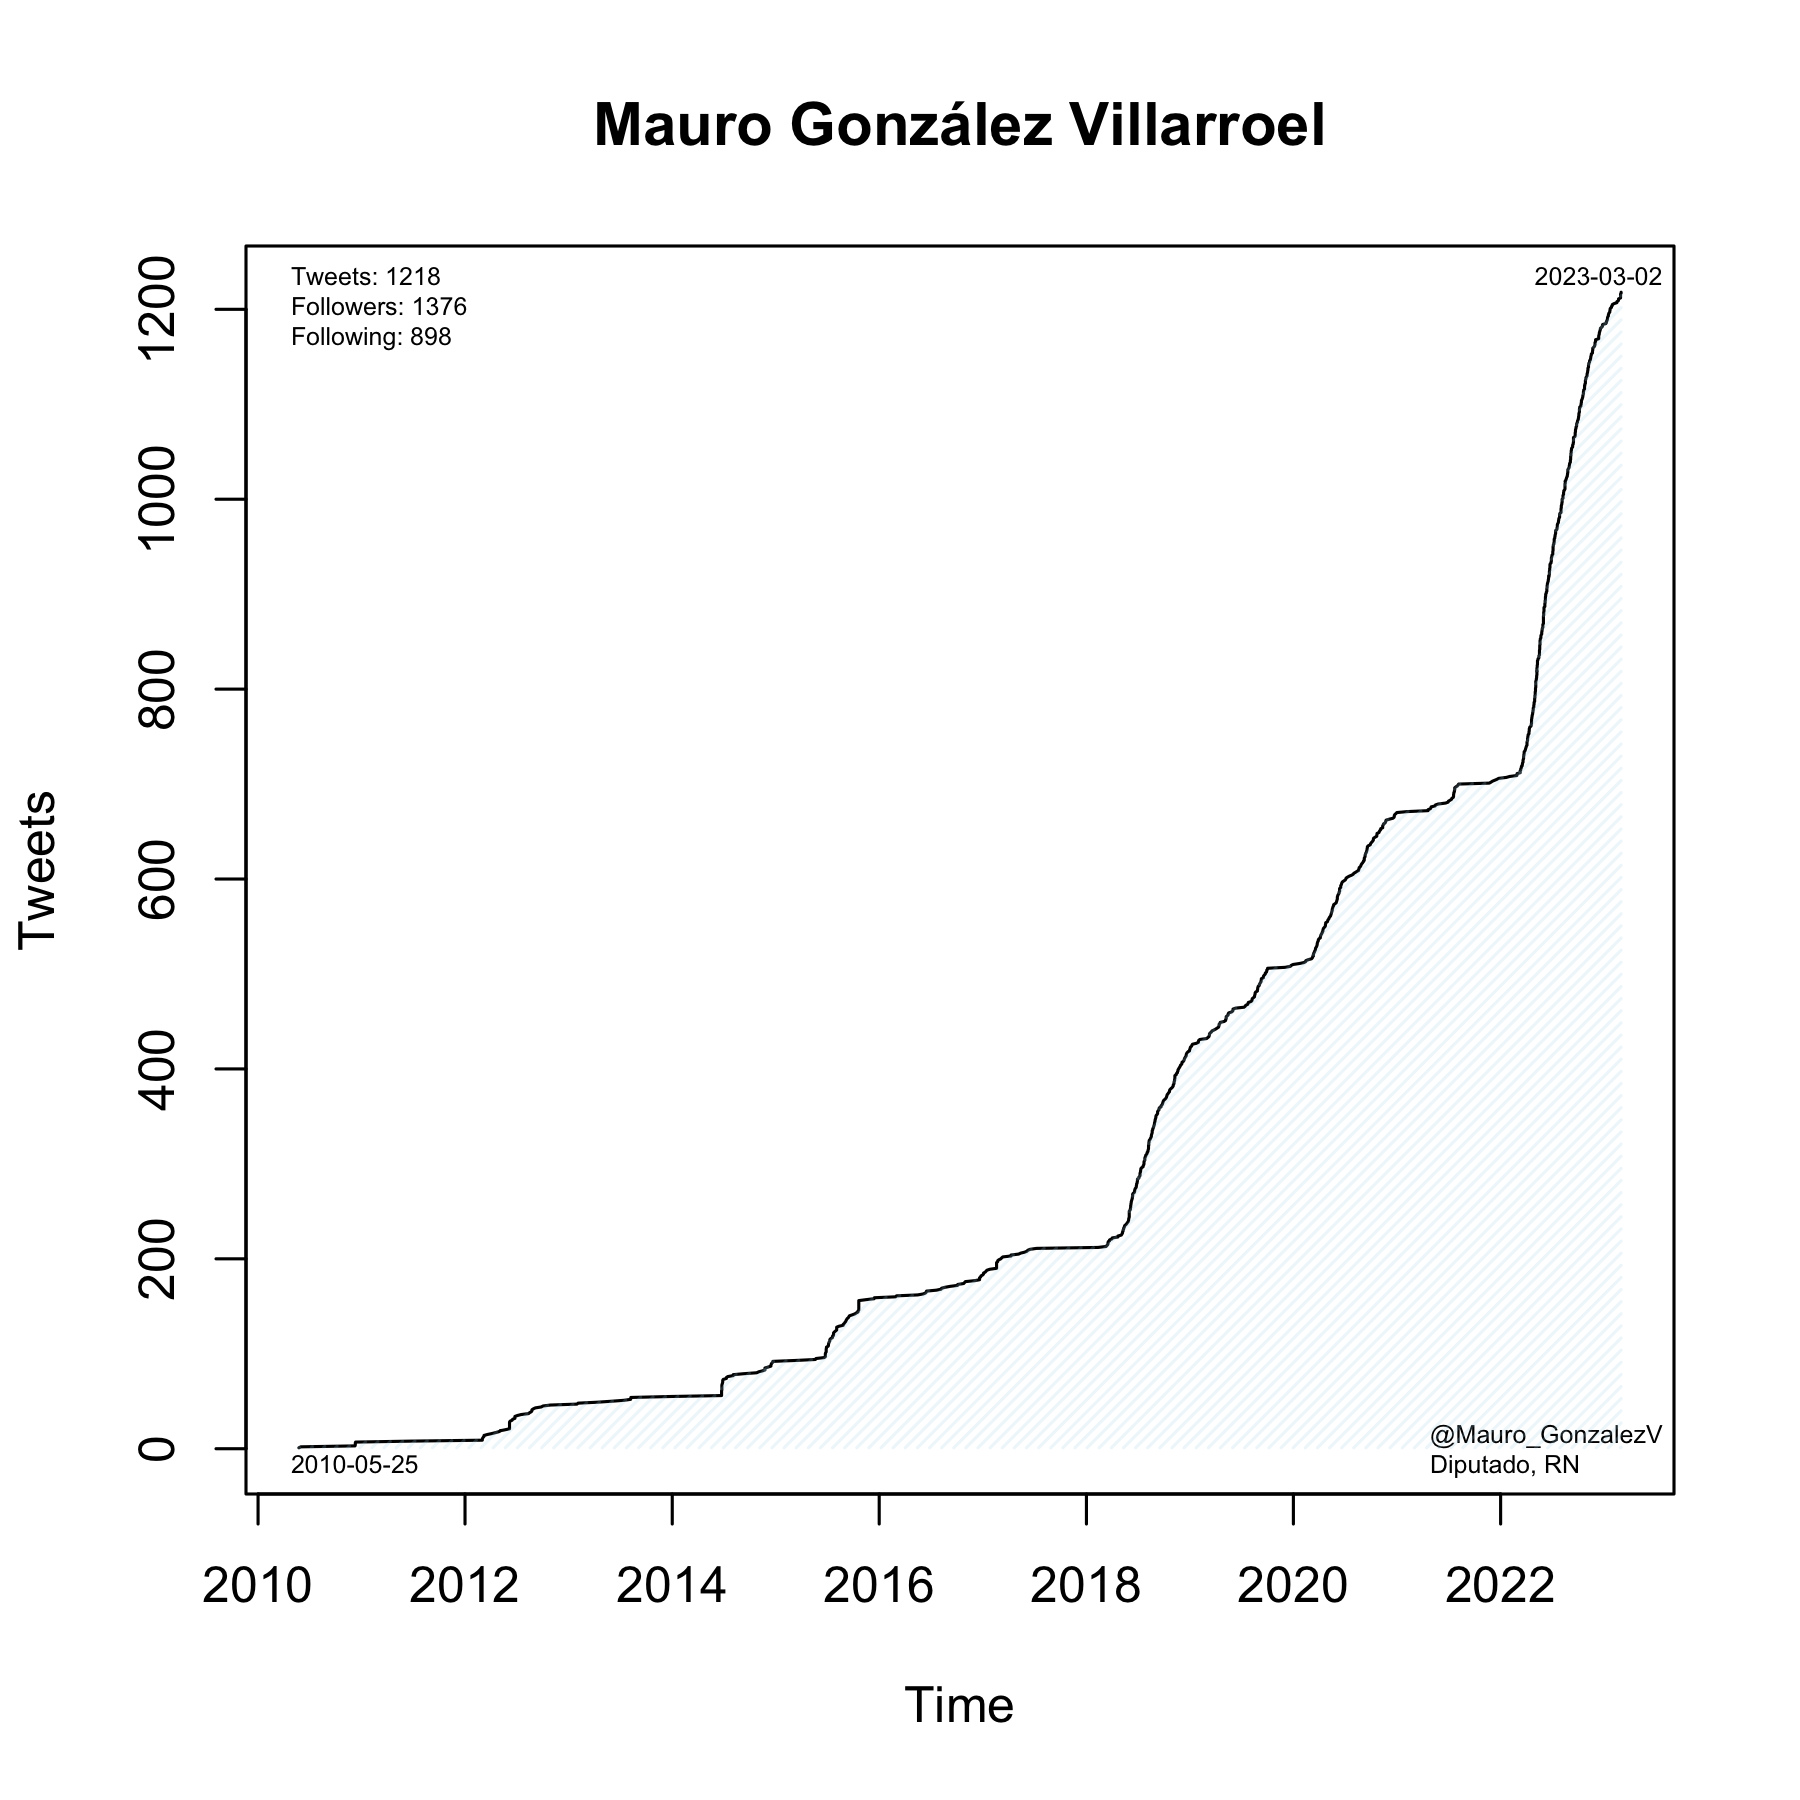 Mauro González Villarroel
Tweets: 1218
Followers: 1376
Following: 898
2023-03-02
1200
1000
800
600
400
200
0
Tweets
@Mauro_GonzalezV
Diputado, RN
2010-05-25
2010 2012 2014 2016 2018 2020 2022
Time